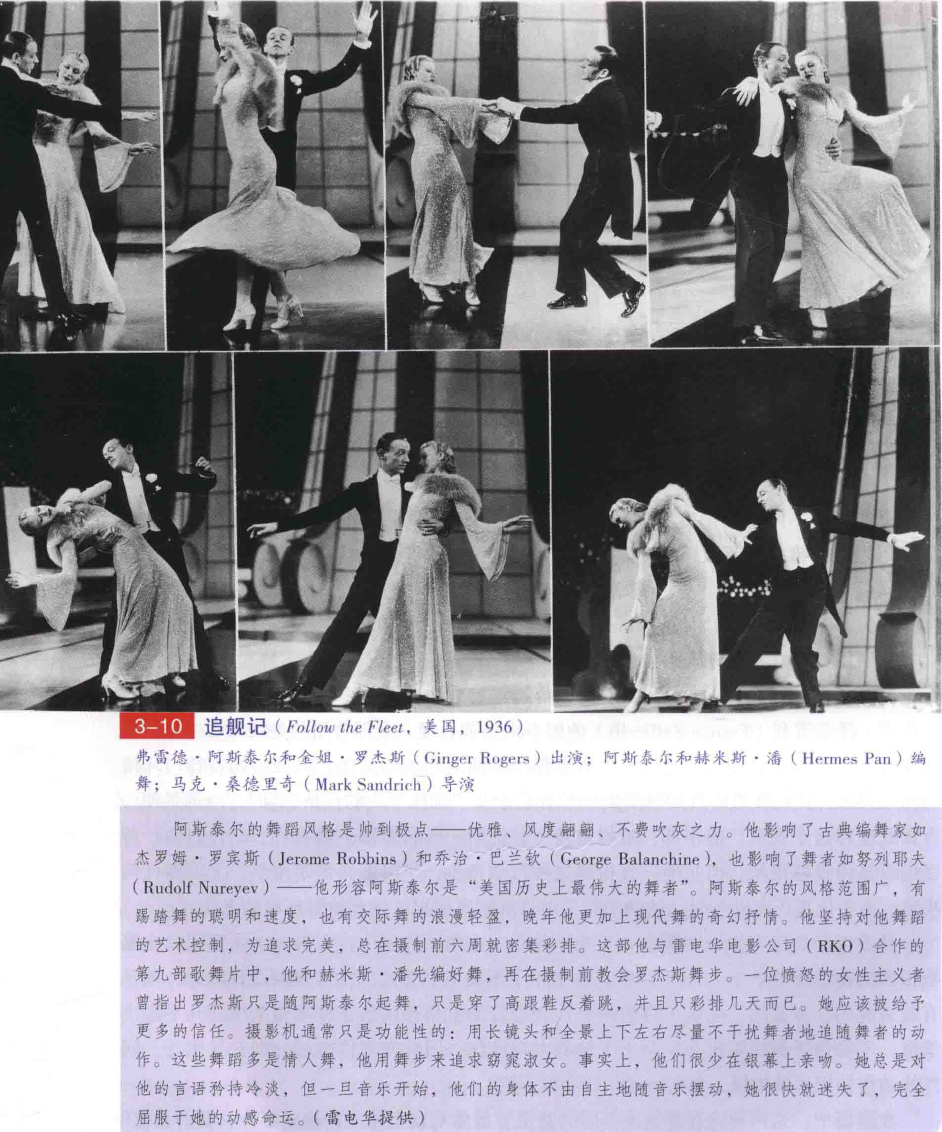 3-10 追舰记（Follow the Fleet，美国，1936）
弗雷德·阿斯泰尔和金姐·罗杰斯（Ginger Rogers）出演；阿斯泰尔和赫米斯·潘（Hermes Pan）编
舞；马克·桑德里奇（Mark Sandrich）导演
阿斯泰尔的舞蹈风格是帅到极点——优雅、风度翩翩、不费吹灰之力。他影响了古典编舞家如
杰罗姆·罗宾斯（Jerome Robbins）和乔治·巴兰钦（George Balanchine），也影响了舞者如努列耶夫
（Rudolf Nureyev）——他形容阿斯泰尔是“美国历史上最伟大的舞者”。阿斯泰尔的风格范围广，有
踢踏舞的聪明和速度，也有交际舞的浪漫轻盈，晚年他更加上现代舞的奇幻抒情。他坚持对他舞蹈
的艺术控制，为追求完美，总在摄制前六周就密集彩排。这部他与雷电华电影公司（RKO）合作的
第九部歌舞片中，他和赫米斯·潘先编好舞，再在摄制前教会罗杰斯舞步。一位愤怒的女性主义者
曾指出罗杰斯只是随阿斯泰尔起舞，只是穿了高跟鞋反着跳，并且只彩排几天而已。她应该被给予
更多的信任。摄影机通常只是功能性的：用长镜头和全景上下左右尽量不干扰舞者地追随舞者的动
作。这些舞蹈多是情人舞，他用舞步来追求窈窕淑女。事实上，他们很少在银幕上亲吻。她总是对
他的言语矜持冷淡，但一旦音乐开始，他们的身体不由自主地随音乐摆动，她很快就迷失了，完全
屈服于她的动感命运。（雷电华提供）